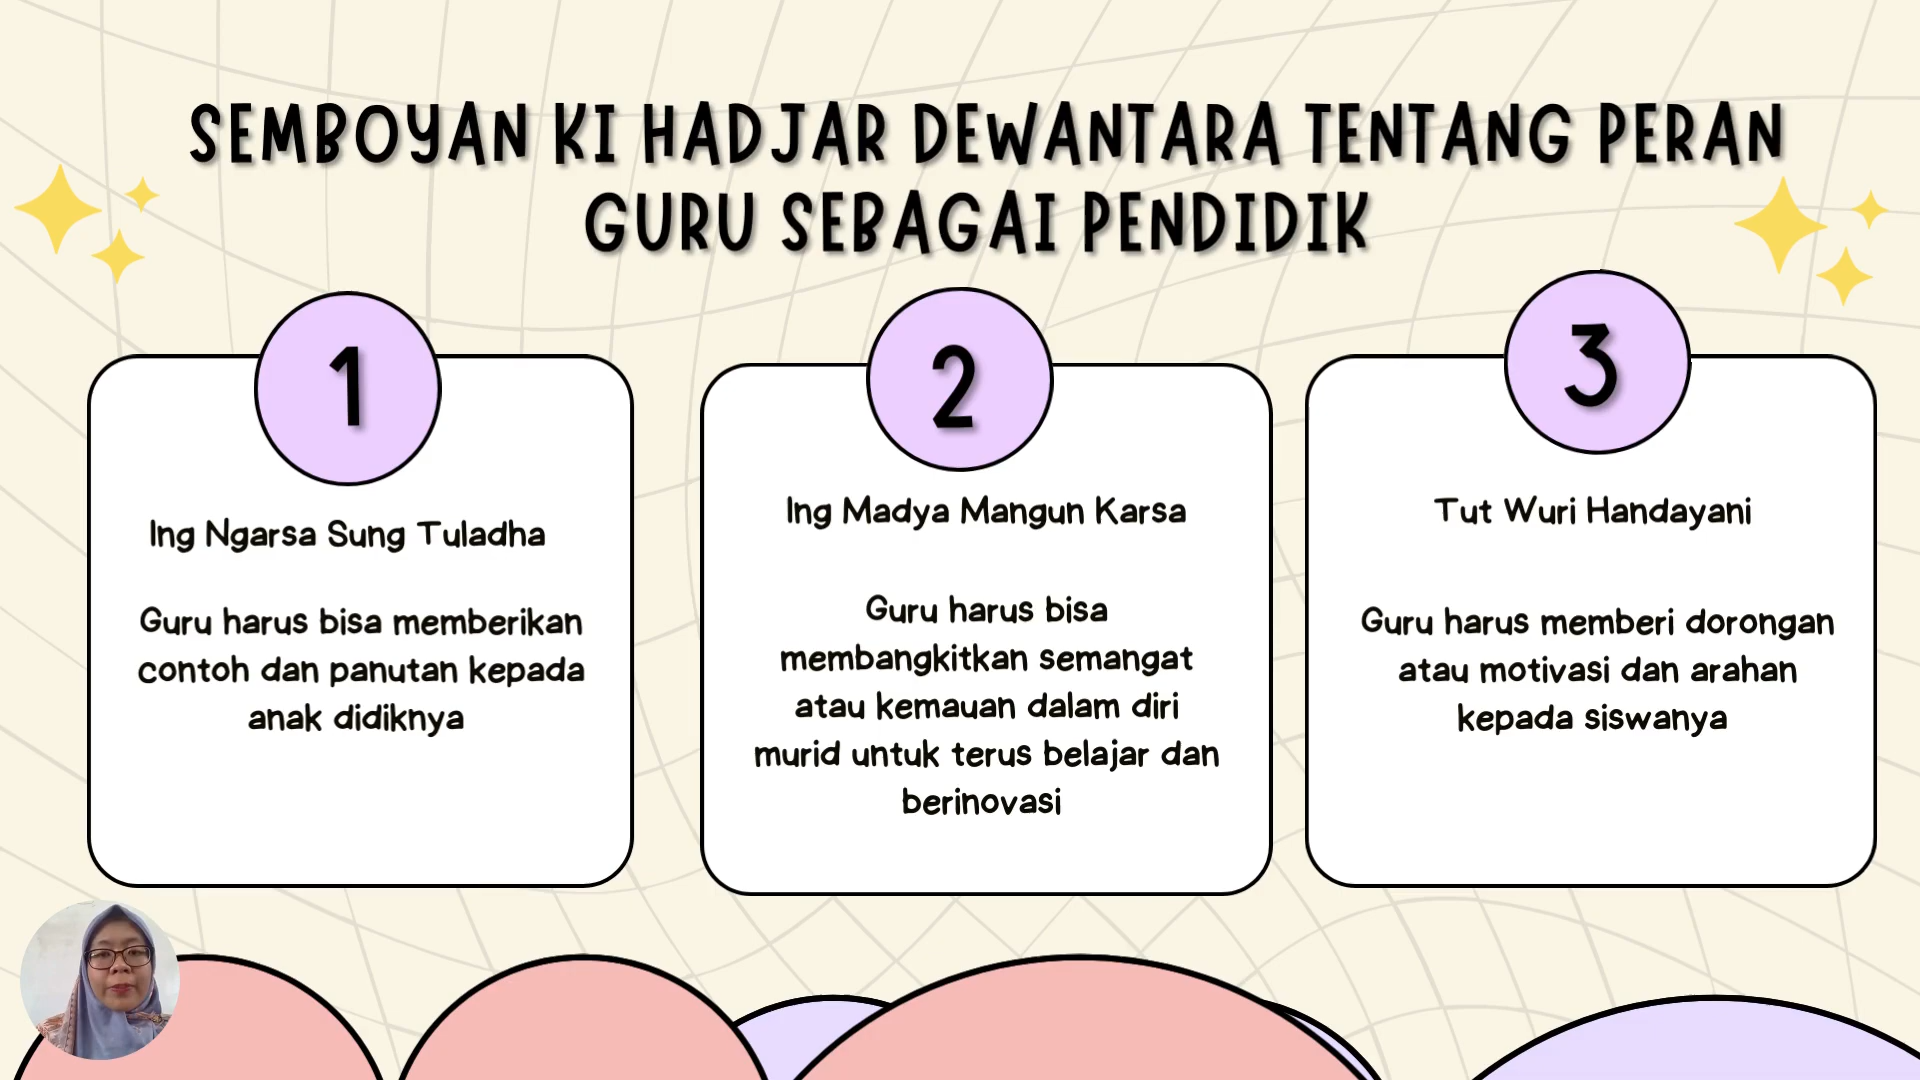 SEMBOYAN KI HADJAR DEWANTARA TENTANG PERAN
GURU SEBAGAI PENDIDIK
1
Ing Ngarsa Sung Tuladha
Guru harus bisa memberikan
contoh dan panutan kepada
anak didiknya
2
Ing Madya Mangun Karsa
Guru harus bisa
membangkitkan semangat
atau kemauan dalam diri
murid untuk terus belajar dan
berinovasi
3
Tut Wuri Handayani
Guru harus memberi dorongan
atau motivasi dan arahan
kepada siswanya